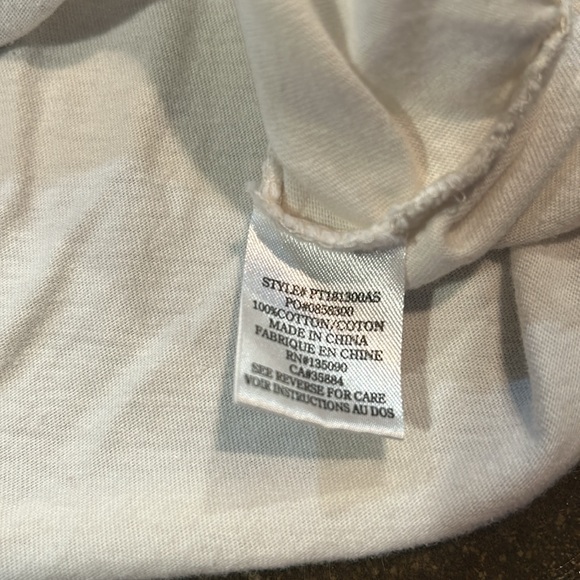 STYLE# PT181300A5
PO#0858300
100%COTTON/COTON
MADE IN CHINA
FABRIQUE EN CHINE
RN#135090
CA#35884
SEE REVERSE FOR CARE
VOIR INSTRUCTIONS AU DOS